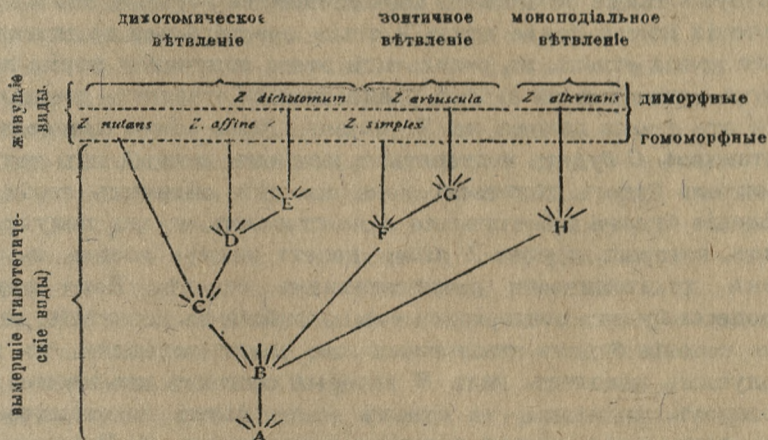 дихотомическое
вѣтвленіе
зонтичное
вѣтвленіе
моноподіальное
вѣтвленіе
живущіе
виды.
Z dichotomum
Z arbuscula
Z alternans
диморфные
Z nutans
Z. affine
Z simplex
гомоморфные
вымершіе (гипотетиче-
скіе виды)
E
G
D
F
H
C
B
A